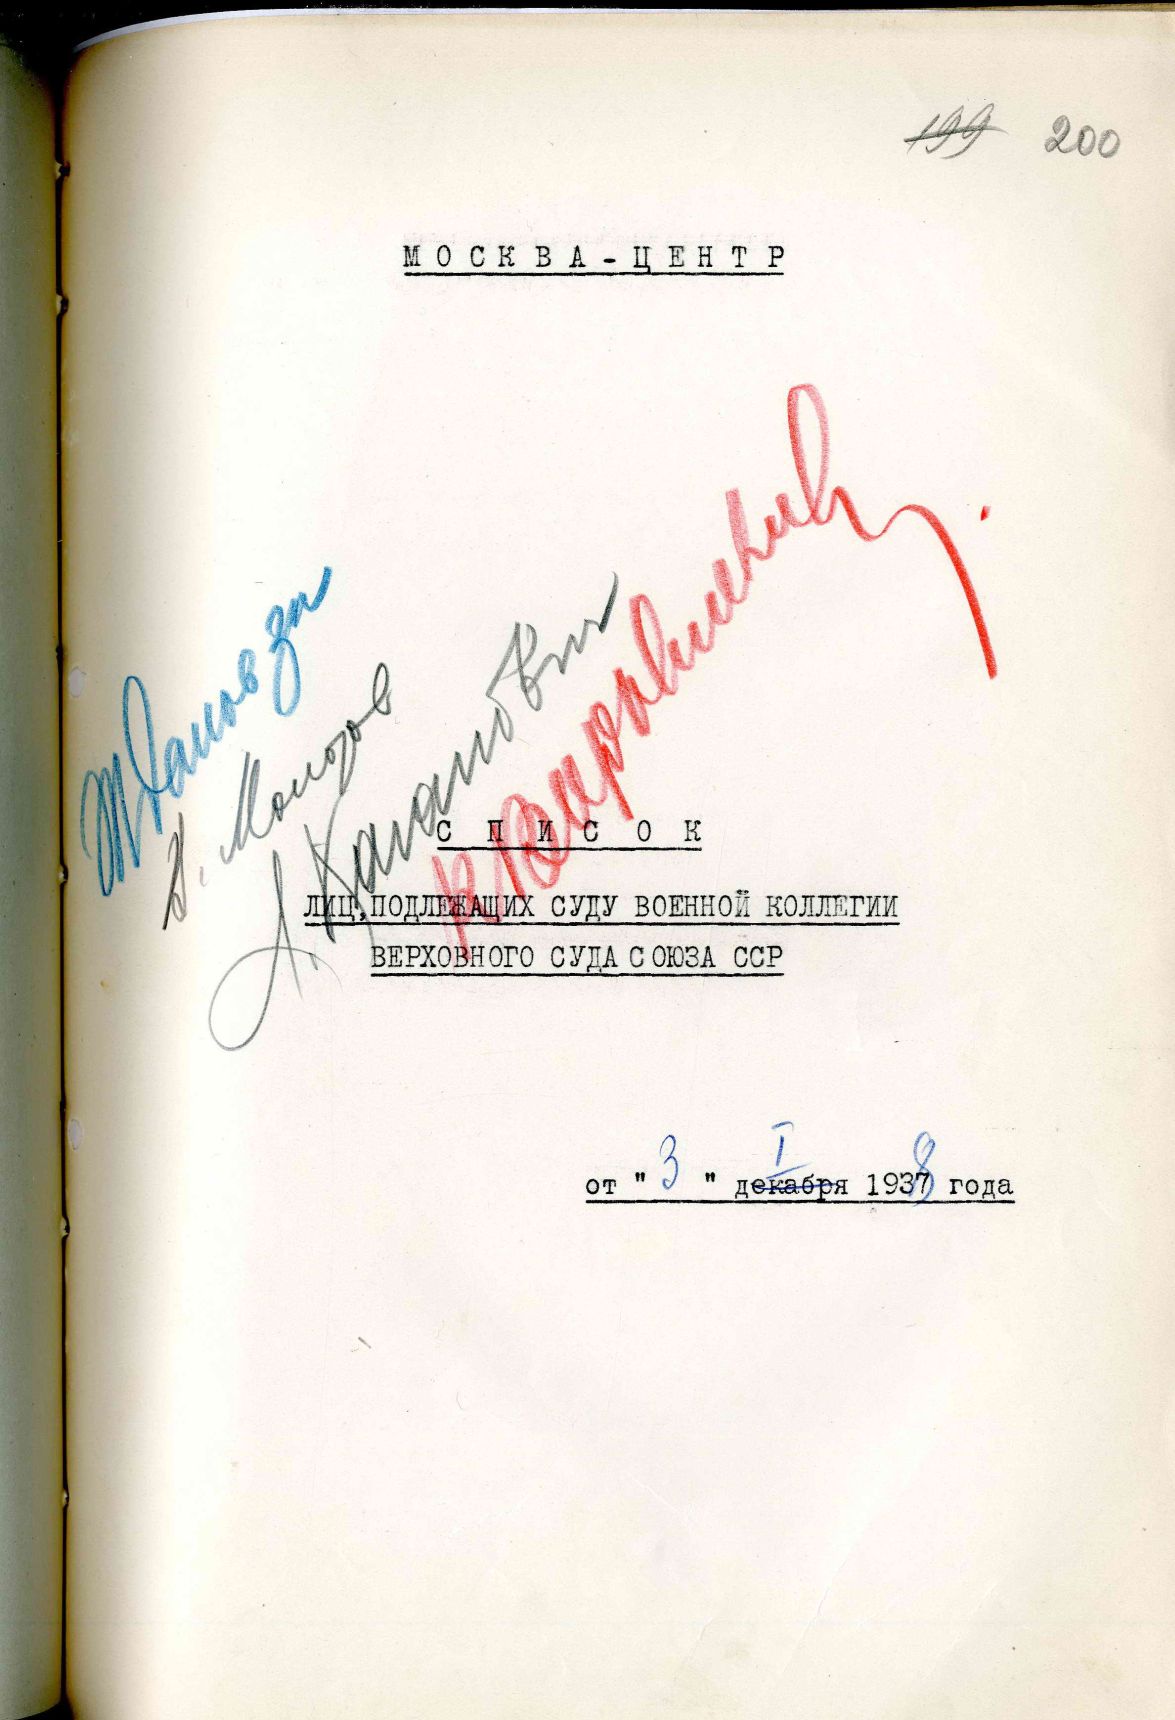 199 200
МОСКВА-ЦЕНТР
Жданов за
В. Молотов
Л. Каганович
К Ворошилов
СПИСОК
ЛИЦ, ПОДЛЕЖАЩИХ СУДУ ВОЕННОЙ КОЛЛЕГИИ
ВЕРХОВНОГО СУДА СОЮЗА ССР
I
от "3" декабря 1937 8 года